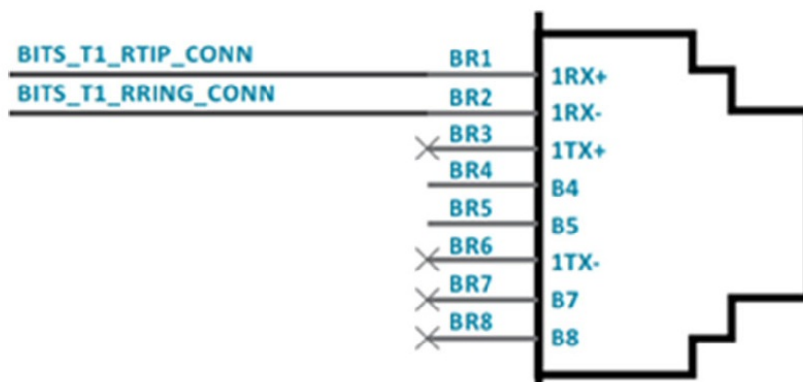 BITS_T1_RTIP_CONN BR1 1RX+
BITS_T1_RRING_CONN BR2 1RX-
BR3 1TX+
BR4 B4
BR5 B5
BR6 1TX-
BR7 B7
BR8 B8